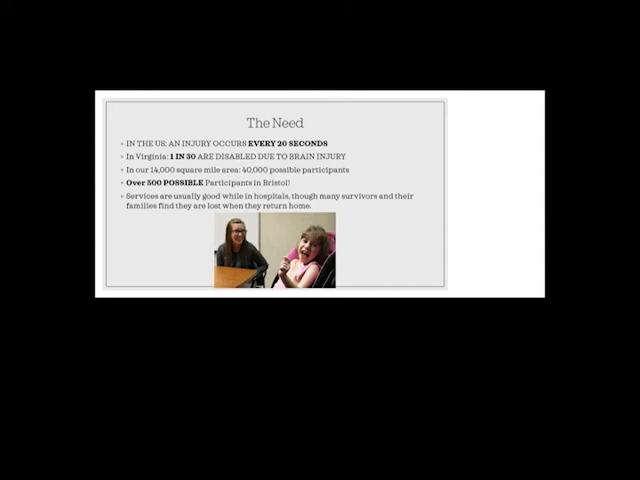 The Need
IN THE US: AN INJURY OCCURS EVERY 20 SECONDS
In Virginia: 1 IN 30 ARE DISABLED DUE TO BRAIN INJURY
In our 14,000 square mile area: 40,000 possible participants
Over 500 POSSIBLE Participants in Bristol!
Services are usually good while in hospitals, though many survivors and their
families find they are lost when they return home.